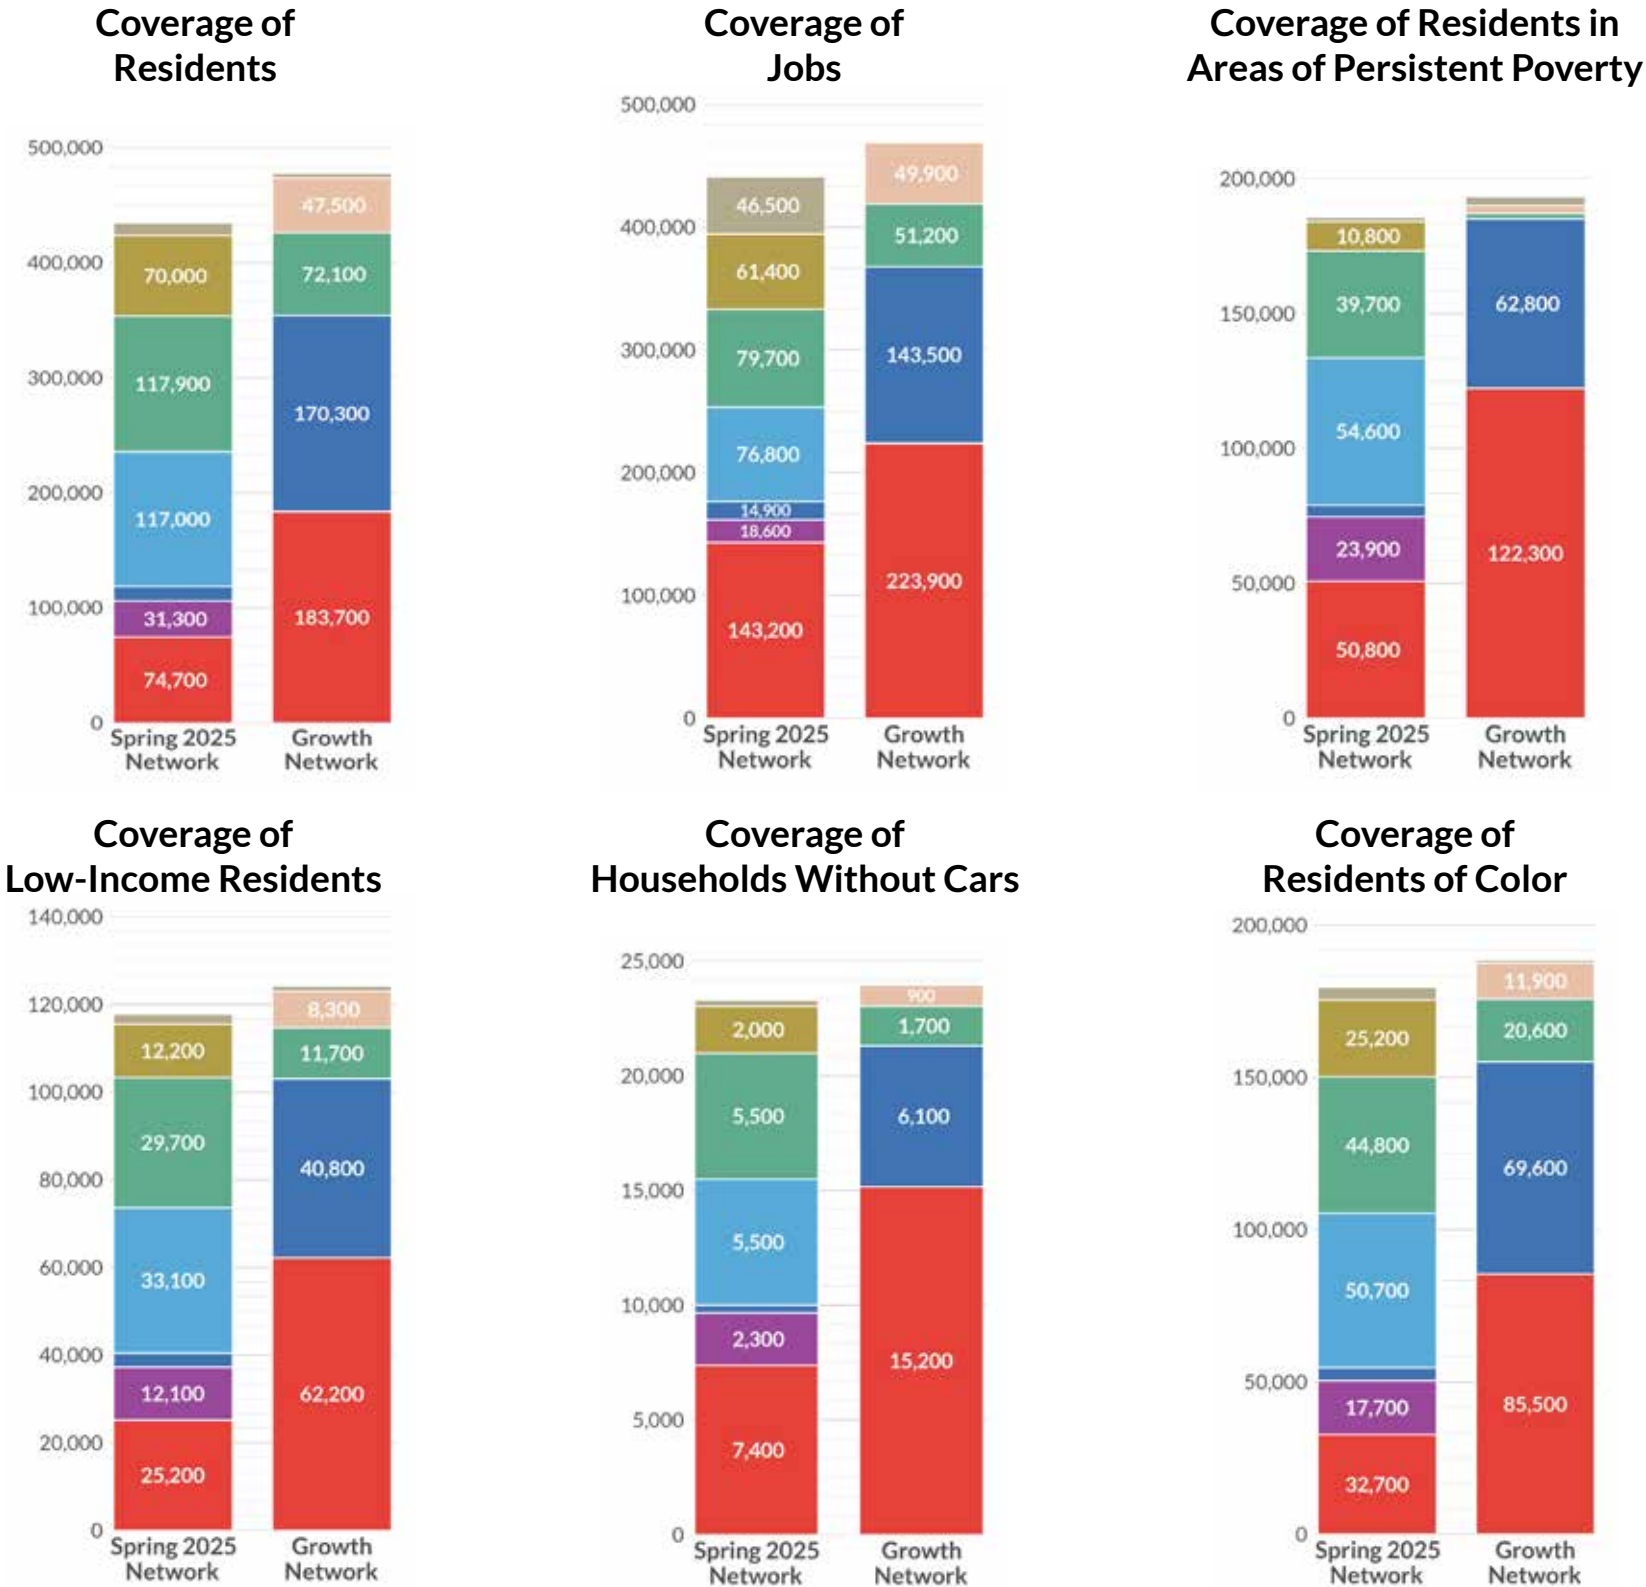 Coverage of
Residents
500,000
400,000
300,000
200,000
100,000
0
70,000
117,900
117,000
31,300
74,700
47,500
72,100
170,300
183,700
Spring 2025
Network
Growth
Network
Coverage of
Jobs
500,000
400,000
300,000
200,000
100,000
0
46,500
61,400
79,700
76,800
14,900
18,600
143,200
49,900
51,200
143,500
223,900
Spring 2025
Network
Growth
Network
Coverage of Residents in
Areas of Persistent Poverty
200,000
150,000
100,000
50,000
0
10,800
39,700
54,600
23,900
50,800
62,800
122,300
Spring 2025
Network
Growth
Network
Coverage of
Low-Income Residents
140,000
120,000
100,000
80,000
60,000
40,000
20,000
0
12,200
29,700
33,100
12,100
25,200
8,300
11,700
40,800
62,200
Spring 2025
Network
Growth
Network
Coverage of
Households Without Cars
25,000
20,000
15,000
10,000
5,000
0
2,000
5,500
5,500
2,300
7,400
900
1,700
6,100
15,200
Spring 2025
Network
Growth
Network
Coverage of
Residents of Color
200,000
150,000
100,000
50,000
0
25,200
44,800
50,700
17,700
32,700
11,900
20,600
69,600
85,500
Spring 2025
Network
Growth
Network